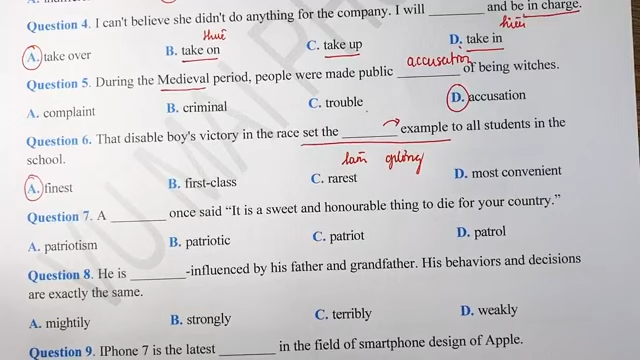 Question 4. I can't believe she didn't do anything for the company. I will ________ and be in charge.
thuê
hiểu
A. take over B. take on C. take up D. take in
accusation
Question 5. During the Medieval period, people were made public ________ of being witches.
A. complaint B. criminal C. trouble D. accusation
Question 6. That disable boy's victory in the race set the ________ example to all students in the
school.
làm gương
A. finest B. first-class C. rarest D. most convenient
Question 7. A ________ once said “It is a sweet and honourable thing to die for your country.”
A. patriotism B. patriotic C. patriot D. patrol
Question 8. He is ________-influenced by his father and grandfather. His behaviors and decisions
are exactly the same.
A. mightily B. strongly C. terribly D. weakly
Question 9. IPhone 7 is the latest ________ in the field of smartphone design of Apple.